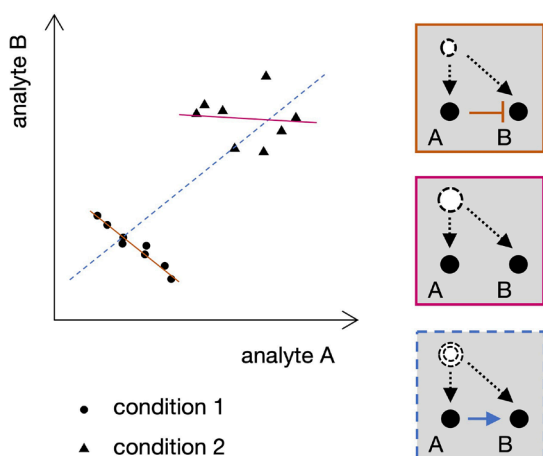 analyte B
A B
A B
analyte A
condition 1
A B
condition 2